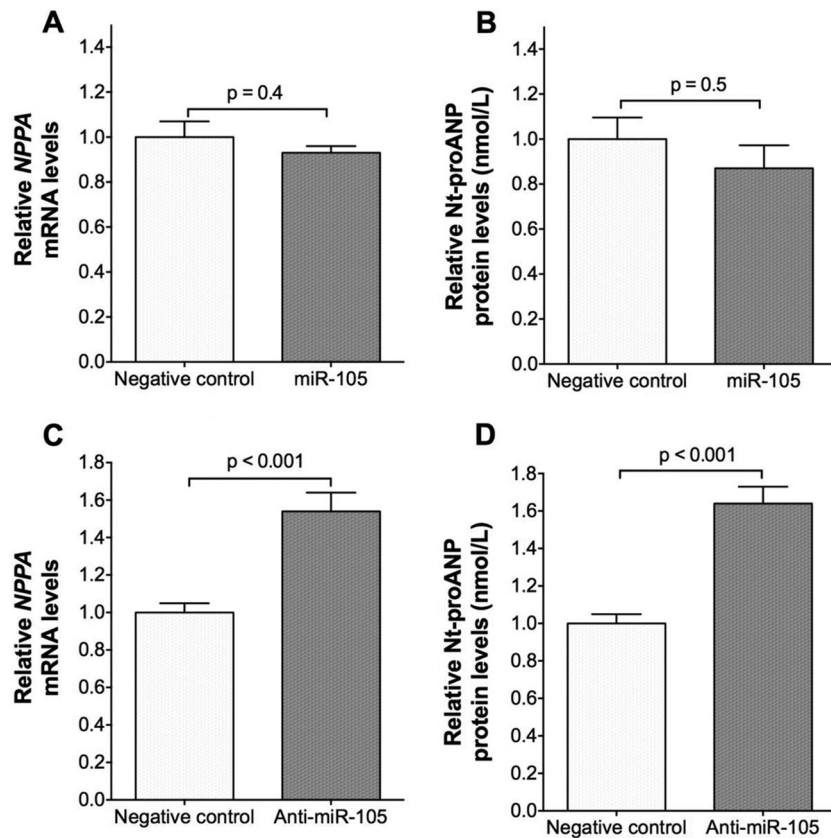 A
Relative NPPA
mRNA levels
1.4
1.2
1.0
0.8
0.6
0.4
0.2
0.0
p = 0.4
Negative control
miR-105
B
Relative Nt-proANP
protein levels (nmol/L)
1.4
1.2
1.0
0.8
0.6
0.4
0.2
0.0
p = 0.5
Negative control
miR-105
C
Relative NPPA
mRNA levels
1.8
1.6
1.4
1.2
1.0
0.8
0.6
0.4
0.2
0.0
p < 0.001
Negative control
Anti-miR-105
D
Relative Nt-proANP
protein levels (nmol/L)
1.8
1.6
1.4
1.2
1.0
0.8
0.6
0.4
0.2
0.0
p < 0.001
Negative control
Anti-miR-105